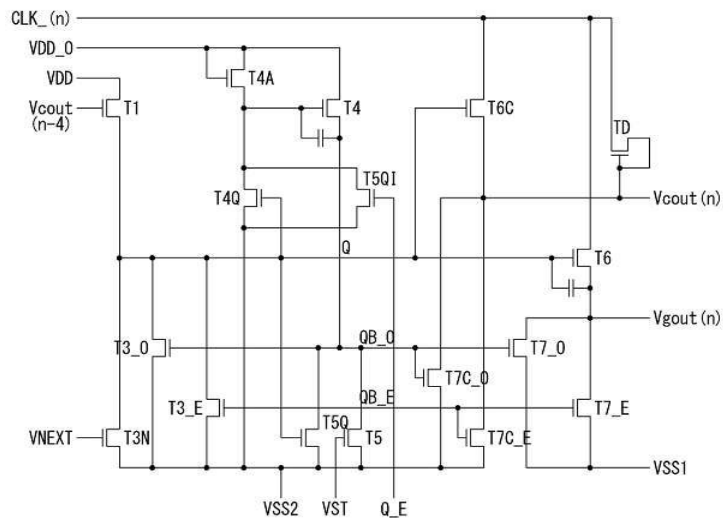 CLK_(n)
VDD_O
VDD
Vcout
(n-4)
T1
T4A
T4
T6C
TD
T4Q
T5QI
Vcout(n)
Q
T6
Vgout(n)
T3_O
QB_O
T7_O
T7C_O
T3_E
QB_E
T7_E
VNEXT
T3N
T5Q
T5
T7C_E
VSS1
VSS2
VST
Q_E